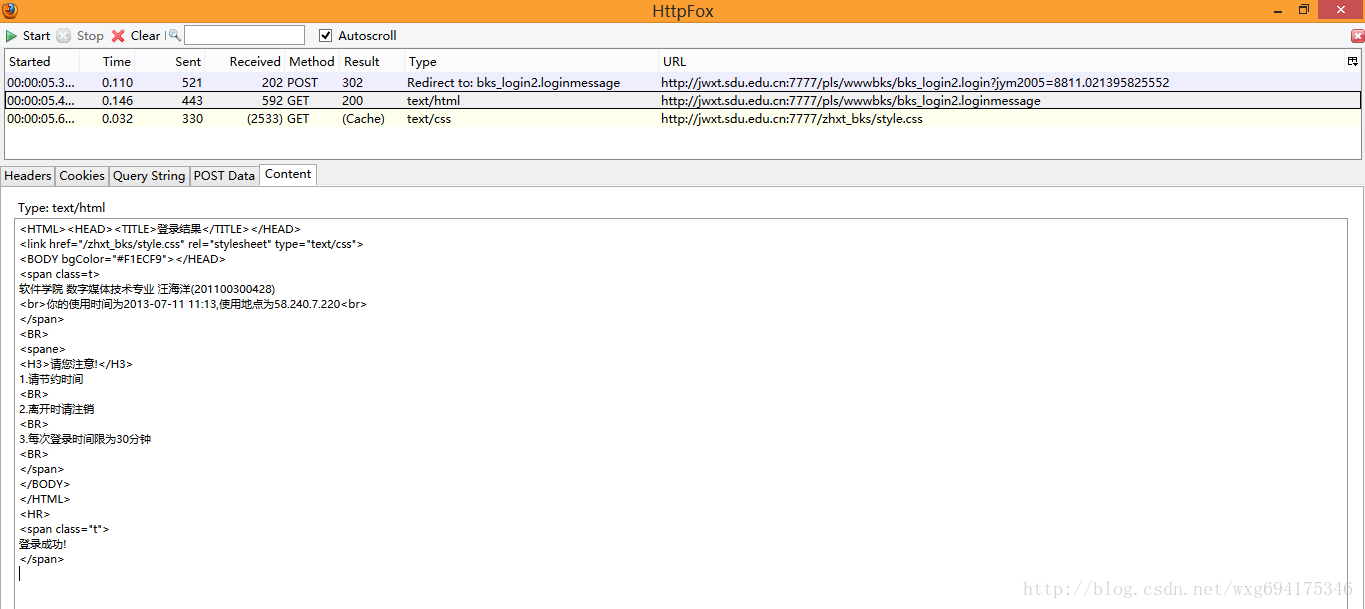 HttpFox
Start Stop Clear Autoscroll
Started Time Sent Received Method Result Type URL
00:00:05.3... 0.110 521 202 POST 302 Redirect to: bks_login2.loginmessage http://jwxt.sdu.edu.cn:7777/pls/wwwbks/bks_login2.login?jym2005=8811.021395825552
00:00:05.4... 0.146 443 592 GET 200 text/html http://jwxt.sdu.edu.cn:7777/pls/wwwbks/bks_login2.loginmessage
00:00:05.6... 0.032 330 (2533) GET (Cache) text/css http://jwxt.sdu.edu.cn:7777/zhxt_bks/style.css
Headers Cookies Query String POST Data Content
Type: text/html
<HTML><HEAD><TITLE>登录结果</TITLE></HEAD>
<link href="/zhxt_bks/style.css" rel="stylesheet" type="text/css">
<BODY bgColor="#F1ECF9"></HEAD>
<span class=t>
软件学院 数字媒体技术专业 汪海洋(201100300428)
<br>你的使用时间为2013-07-11 11:13,使用地点为58.240.7.220<br>
</span>
<BR>
<spane>
<H3>请您注意!</H3>
1.请节约时间
<BR>
2.离开时请注销
<BR>
3.每次登录时间限为30分钟
<BR>
</span>
</BODY>
</HTML>
<HR>
<span class="t">
登录成功!
</span>
http://blog.csdn.net/wxg694175346